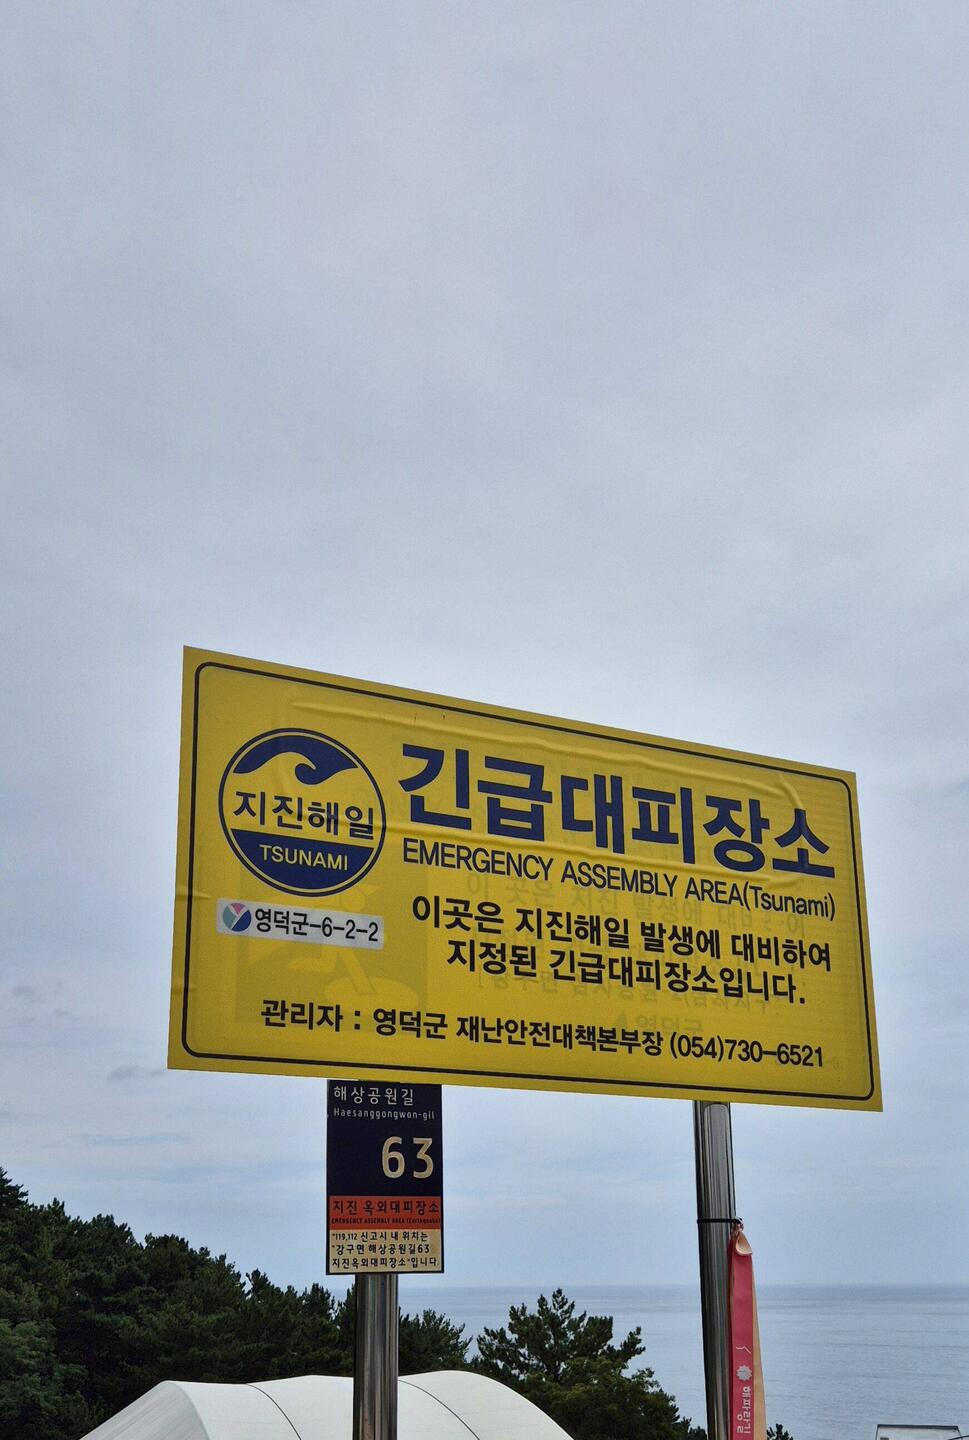 지진해일
TSUNAMI
긴급대피장소
EMERGENCY ASSEMBLY AREA(Tsunami)
영덕군-6-2-2
이곳은 지진해일 발생에 대비하여
지정된 긴급대피장소입니다.
관리자 : 영덕군 재난안전대책본부장 (054)730-6521
해상공원길
Haesanggongwon-gil
63
지진 옥외대피장소
EMERGENCY ASSEMBLY AREA (Earthquake)
"119,112 신고시 내 위치는
"강구면 해상공원길63
지진옥외대피장소"입니다.
해파랑길